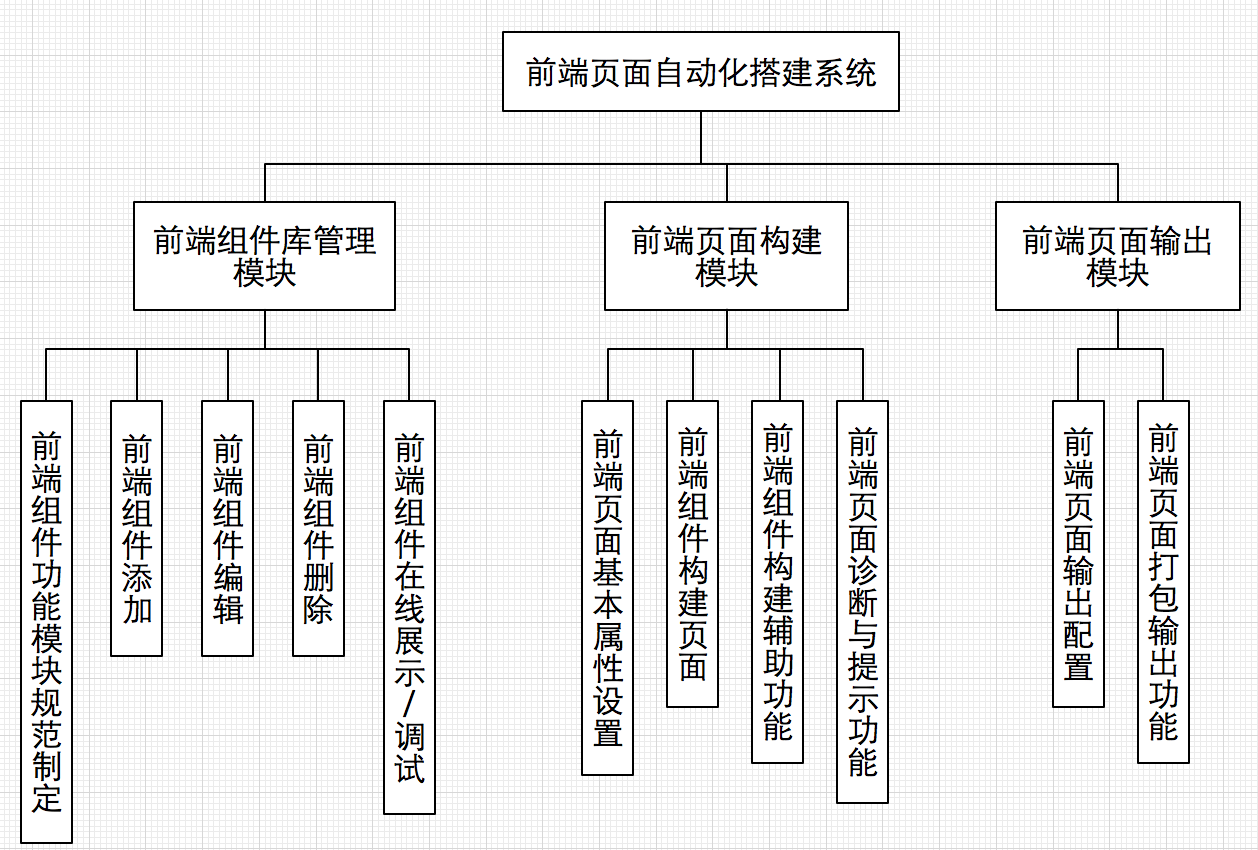 前端页面自动化搭建系统
前端组件库管理
模块
前端页面构建
模块
前端页面输出
模块
前端组件功能模块规范制定
前端组件添加
前端组件编辑
前端组件删除
前端组件在线展示/调试
前端页面基本属性设置
前端组件构建页面
前端组件构建辅助功能
前端页面诊断与提示功能
前端页面输出配置
前端页面打包输出功能